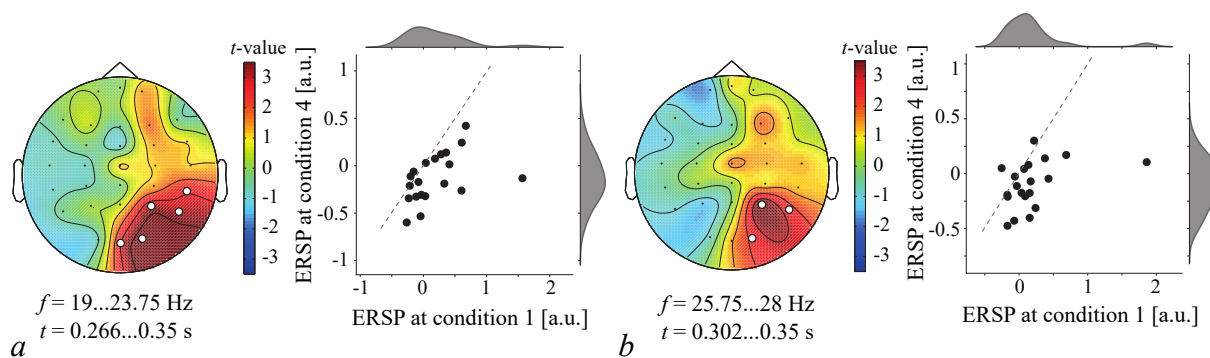 t-value
3
2
1
0
-1
-2
-3
f = 19...23.75 Hz
t = 0.266...0.35 s
a
ERSP at condition 4 [a.u.]
1
0.5
0
-0.5
-1
-1
0
1
2
ERSP at condition 1 [a.u.]
t-value
3
2
1
0
-1
-2
-3
f = 25.75...28 Hz
t = 0.302...0.35 s
b
ERSP at condition 4 [a.u.]
1
0.5
0
-0.5
0
1
2
ERSP at condition 1 [a.u.]